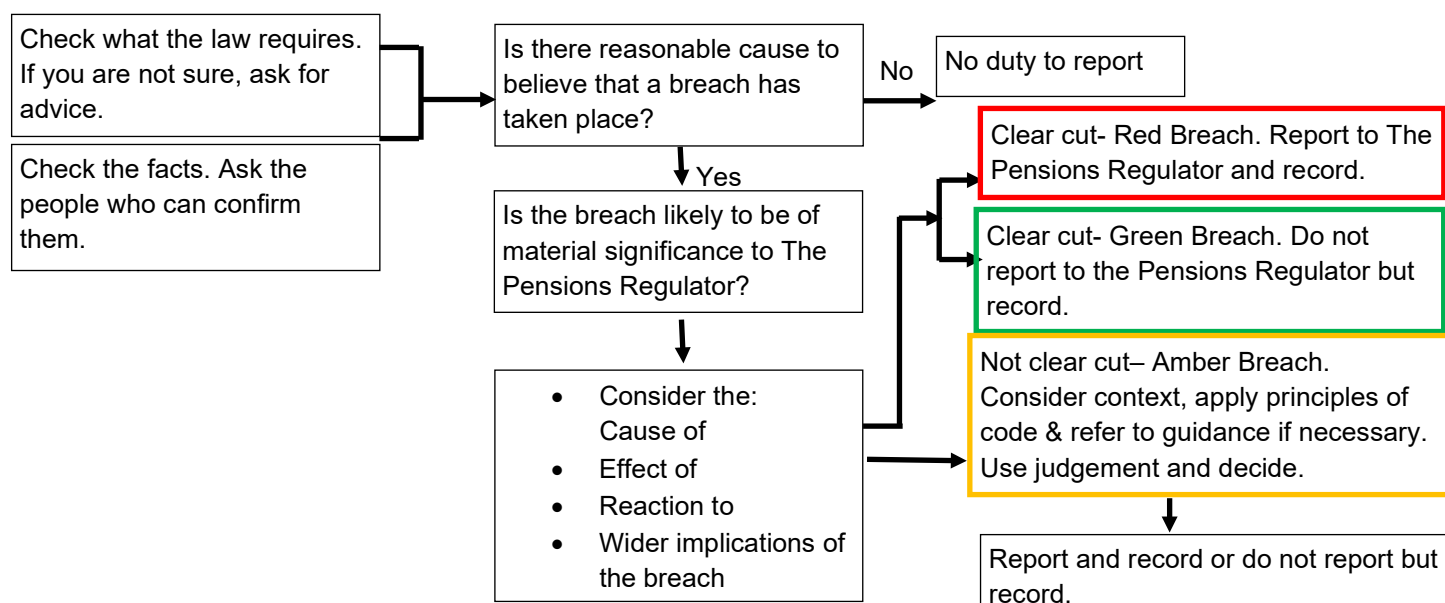 Check what the law requires.
If you are not sure, ask for
advice.
Check the facts. Ask the
people who can confirm
them.
Is there reasonable cause to
believe that a breach has
taken place?
No
No duty to report
Yes
Is the breach likely to be of
material significance to The
Pensions Regulator?
• Consider the:
Cause of
• Effect of
• Reaction to
• Wider implications of
the breach
Clear cut- Red Breach. Report to The
Pensions Regulator and record.
Clear cut- Green Breach. Do not
report to the Pensions Regulator but
record.
Not clear cut– Amber Breach.
Consider context, apply principles of
code & refer to guidance if necessary.
Use judgement and decide.
Report and record or do not report but
record.